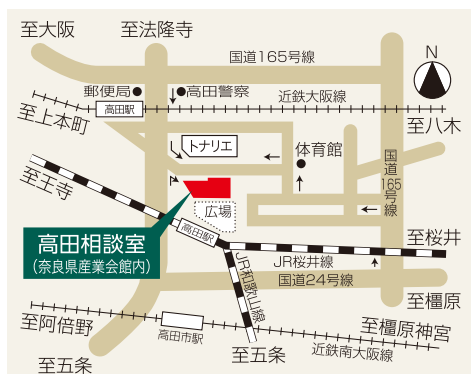 至大阪
至法隆寺
国道165号線
N
郵便局
高田警察
高田駅
近鉄大阪線
至上本町
至八木
トナリエ
体育館
国道165号線
至王寺
広場
高田駅
高田相談室
(奈良県産業会館内)
至桜井
JR桜井線
JR和歌山線
国道24号線
至橿原
至阿倍野
高田市駅
至橿原神宮
近鉄南大阪線
至五条
至五条